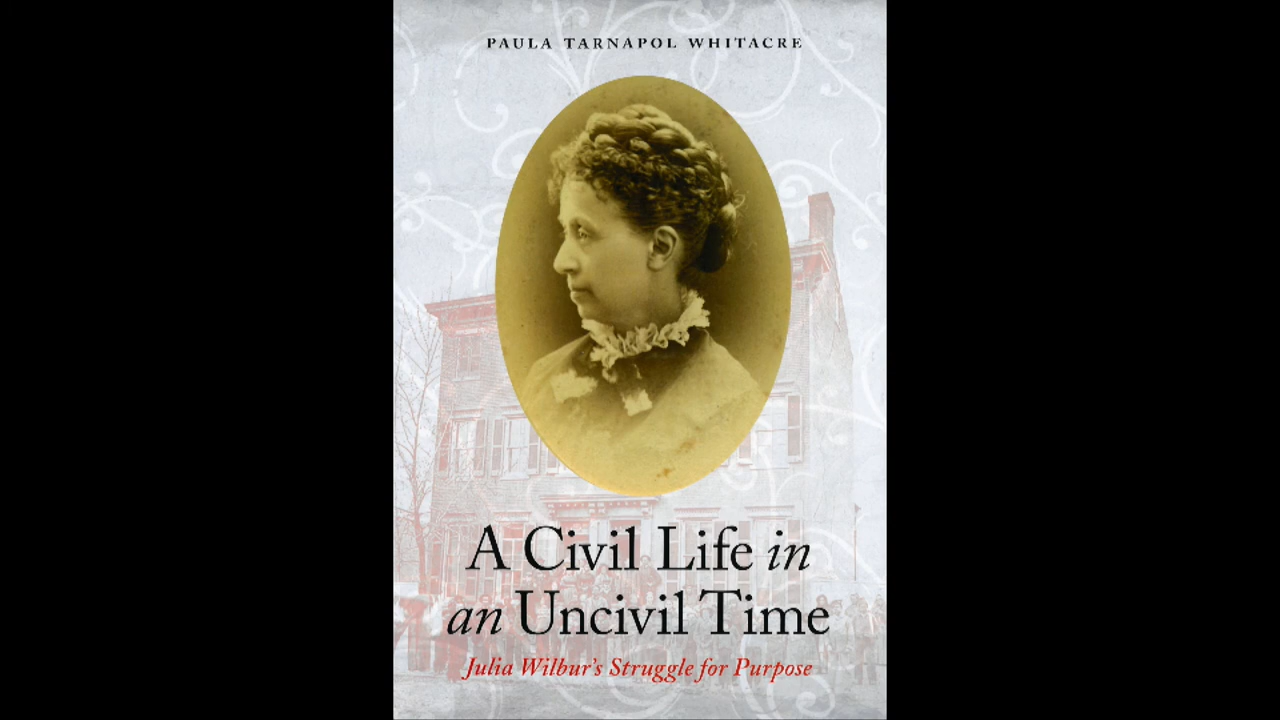 PAULA TARNAPOL WHITACRE
A Civil Life in
an Uncivil Time
Julia Wilbur's Struggle for Purpose